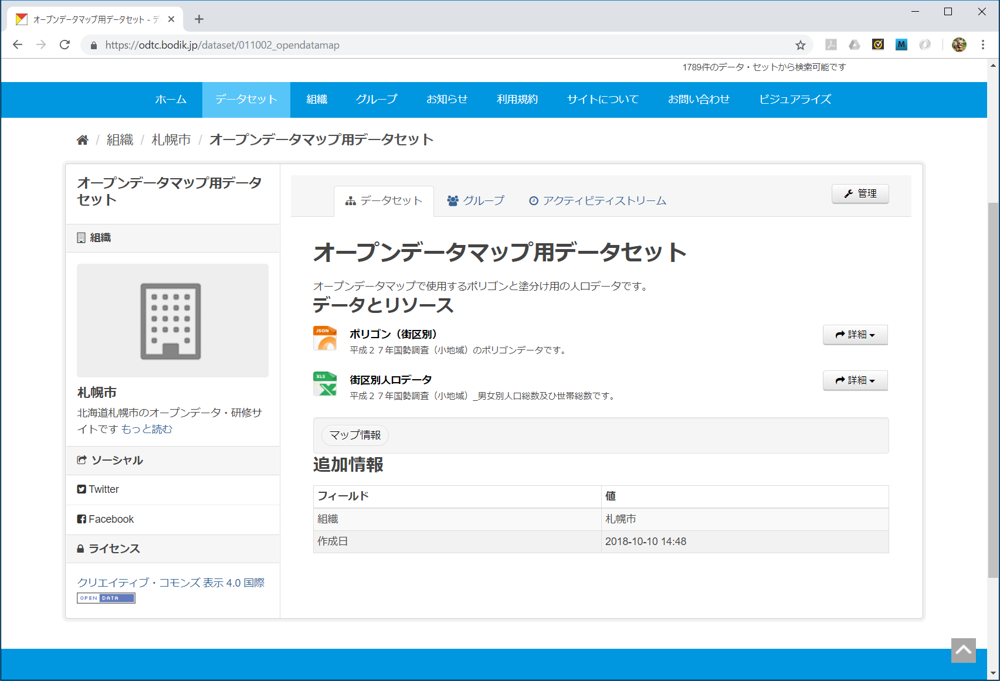 オープンデータマップ用データセット - デ
https://odtc.bodik.jp/dataset/011002_opendatamap
M
1789件のデータ・セットから検索可能です
ホーム データセット 組織 グループ お知らせ 利用規約 サイトについて お問い合わせ ビジュアライズ
/ 組織 / 札幌市 / オープンデータマップ用データセット
オープンデータマップ用データ
セット
組織
札幌市
北海道札幌市のオープンデータ・研修サ
イトです もっと読む
ソーシャル
Twitter
Facebook
ライセンス
クリエイティブ・コモンズ 表示 4.0 国際
OPEN DATA
データセット グループ アクティビティストリーム 管理
オープンデータマップ用データセット
オープンデータマップで使用するポリゴンと塗分け用の人口データです。
データとリソース
JSON
ポリゴン（街区別） 詳細
平成２７年国勢調査（小地域）のポリゴンデータです。
XLS
街区別人口データ 詳細
平成２７年国勢調査（小地域）_男女別人口総数及ひ世帯総数です。
マップ情報
追加情報
フィールド 値
組織 札幌市
作成日 2018-10-10 14:48